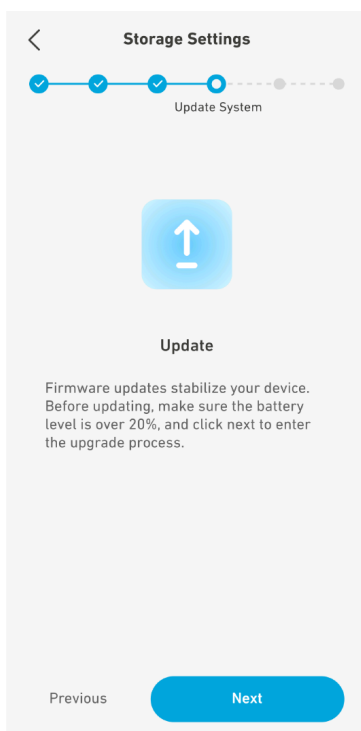 Storage Settings
Update System
Update
Firmware updates stabilize your device.
Before updating, make sure the battery
level is over 20%, and click next to enter
the upgrade process.
Previous
Next